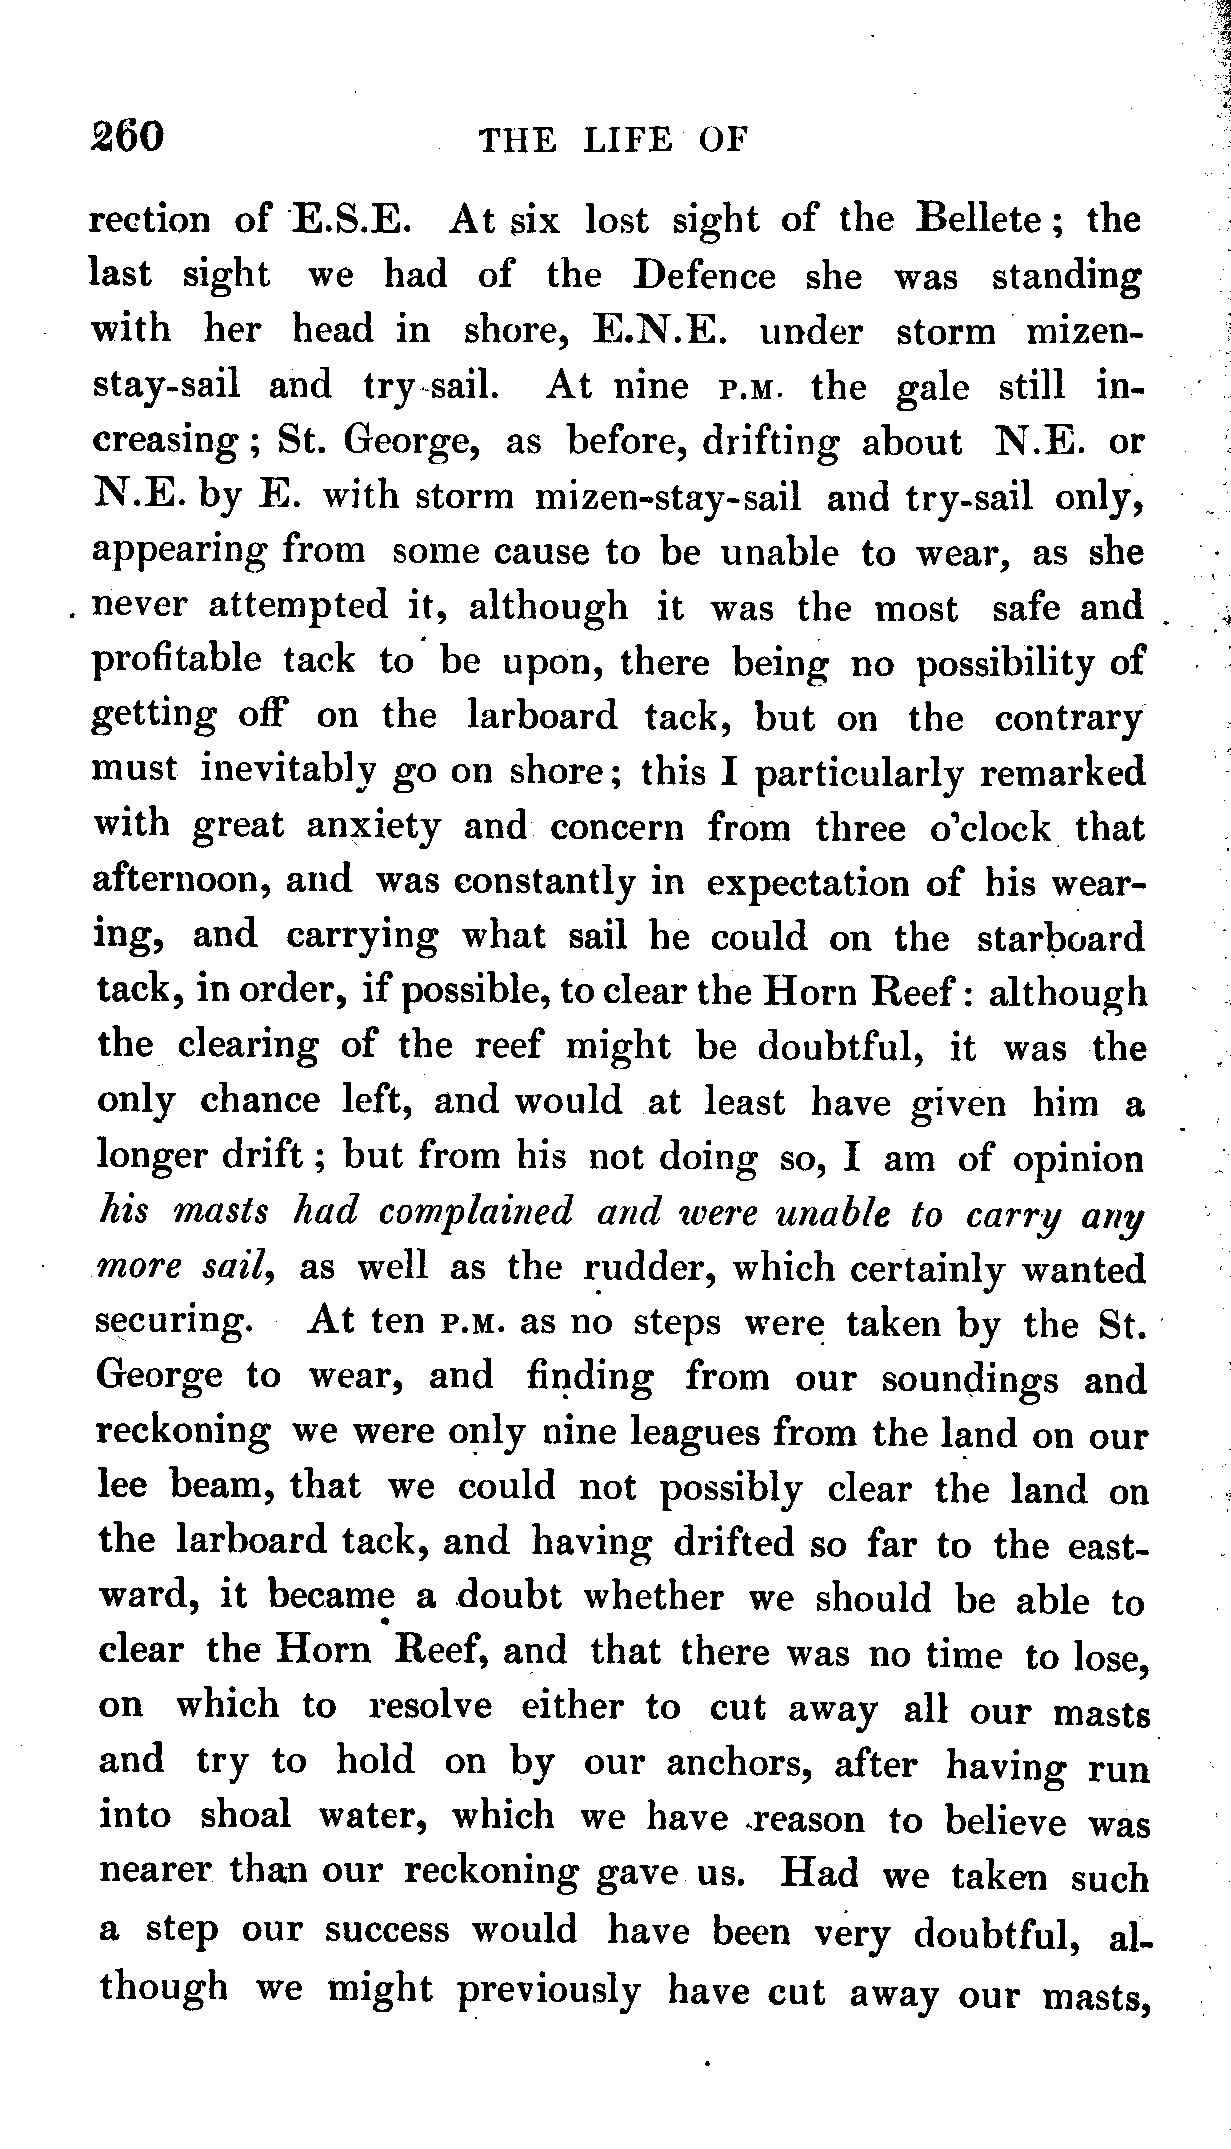 260 THE LIFE OF
rection of E.S.E. At six lost sight of the Bellete ; the
last sight we had of the Defence she was standing
with her head in shore, E.N.E. under storm mizen-
stay-sail and try-sail. At nine P.M. the gale still in-
creasing ; St. George, as before, drifting about N.E. or
N.E. by E. with storm mizen-stay-sail and try-sail only,
appearing from some cause to be unable to wear, as she
never attempted it, although it was the most safe and
profitable tack to be upon, there being no possibility of
getting off on the larboard tack, but on the contrary
must inevitably go on shore; this I particularly remarked
with great anxiety and concern from three o'clock that
afternoon, and was constantly in expectation of his wear-
ing, and carrying what sail he could on the starboard
tack, in order, if possible, to clear the Horn Reef: although
the clearing of the reef might be doubtful, it was the
only chance left, and would at least have given him a
longer drift ; but from his not doing so, I am of opinion
his masts had complained and were unable to carry any
more sail, as well as the rudder, which certainly wanted
securing. At ten P.M. as no steps were taken by the St.
George to wear, and finding from our soundings and
reckoning we were only nine leagues from the land on our
lee beam, that we could not possibly clear the land on
the larboard tack, and having drifted so far to the east-
ward, it became a doubt whether we should be able to
clear the Horn Reef, and that there was no time to lose,
on which to resolve either to cut away all our masts
and try to hold on by our anchors, after having run
into shoal water, which we have reason to believe was
nearer than our reckoning gave us. Had we taken such
a step our success would have been very doubtful, al-
though we might previously have cut away our masts,